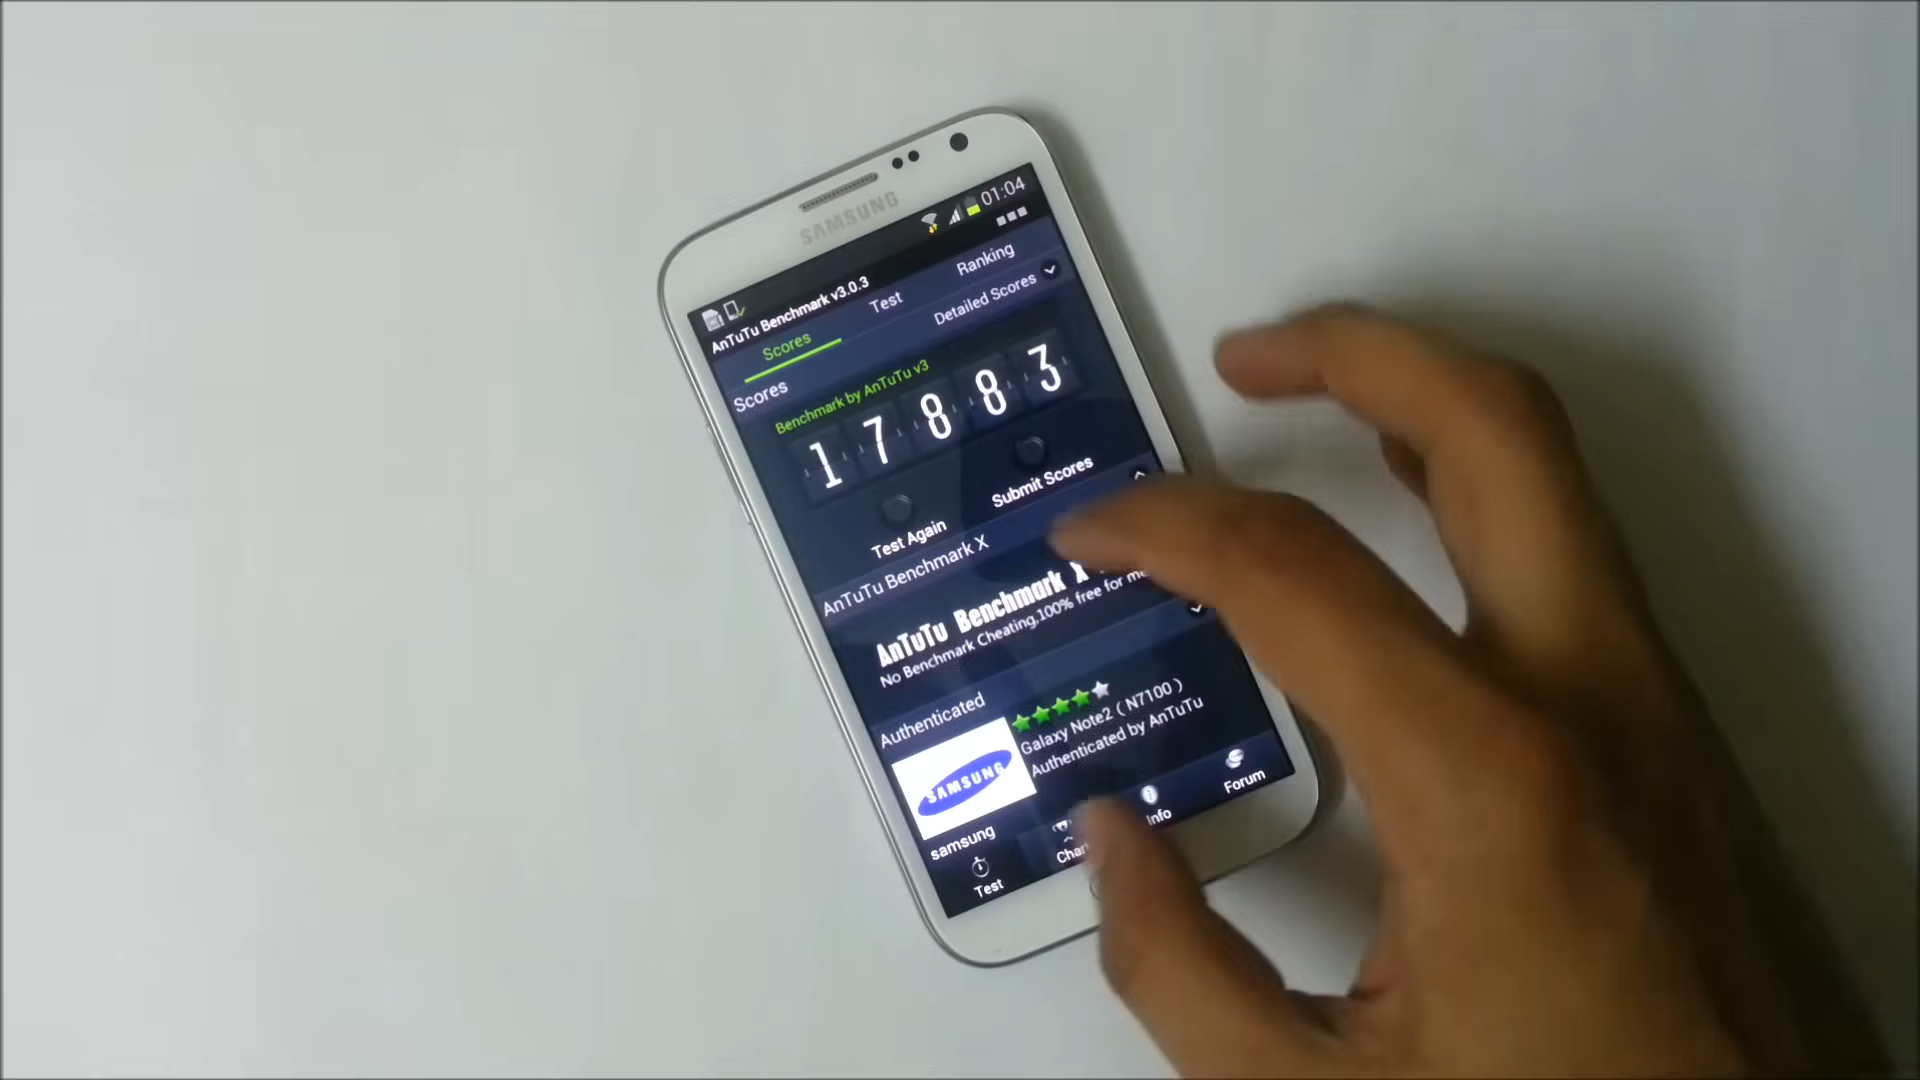 SAMSUNG
01:04
AnTuTu Benchmark v3.0.3
Scores
Test
Ranking
Scores
Detailed Scores
Benchmark by AnTuTu v3
17883
Test Again
Submit Scores
AnTuTu Benchmark X
AnTuTu Benchmark X
No Benchmark Cheating,100% free for me
Authenticated
SAMSUNG
samsung
Galaxy Note2 ( N7100 )
Authenticated by AnTuTu
Test
Info
Forum